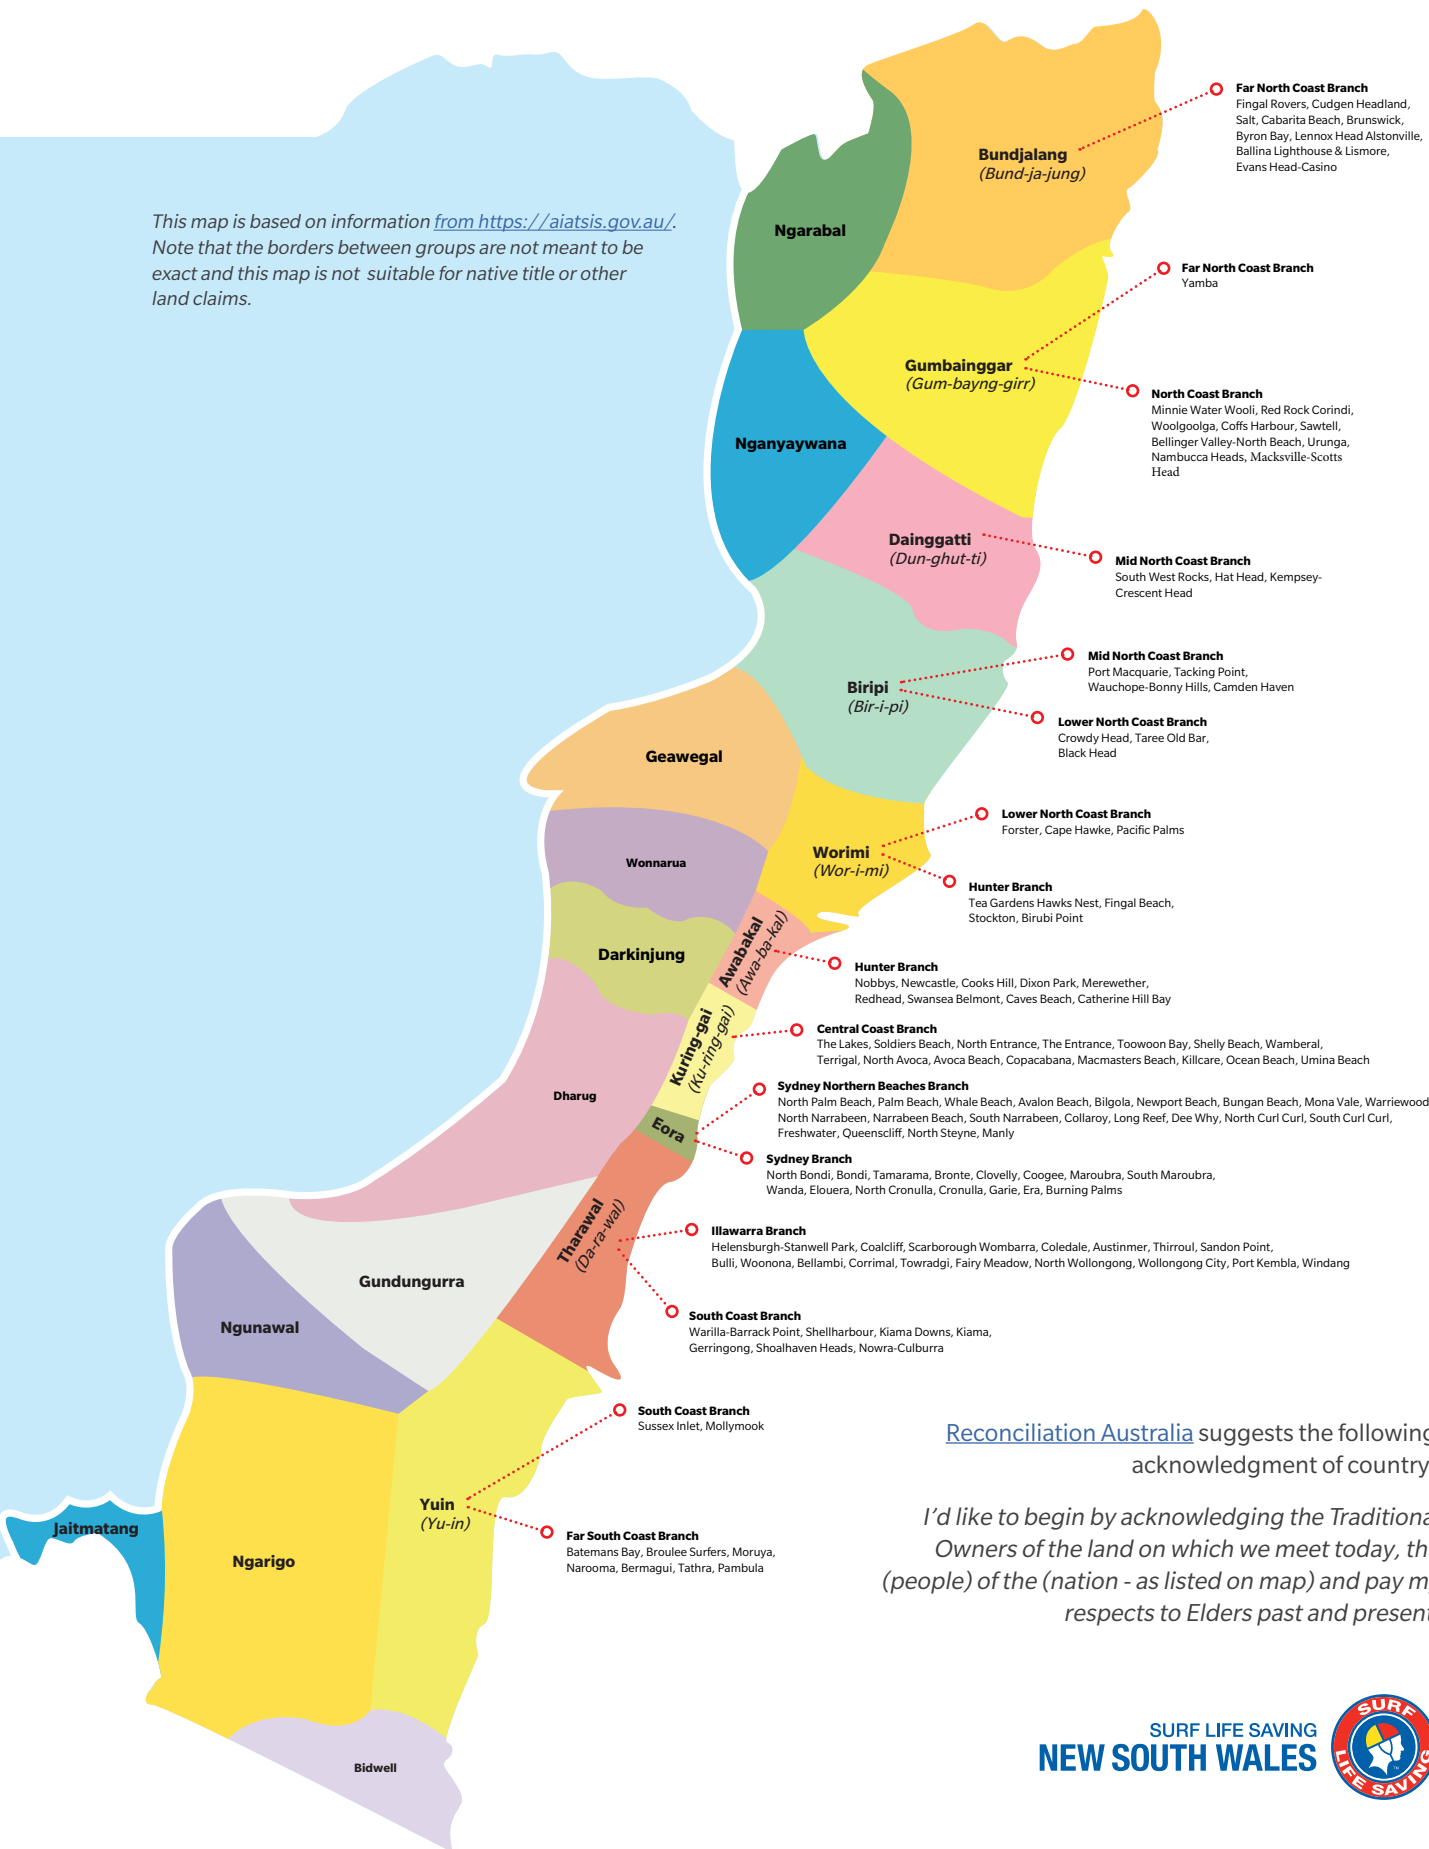 Far North Coast Branch
Fingal Rovers, Cudgen Headland,
Salt, Cabarita Beach, Brunswick,
Byron Bay, Lennox Head Alstonville,
Ballina Lighthouse & Lismore,
Evans Head-Casino
Bundjalang
(Bund-ja-jung)
This map is based on information from https://aiatsis.gov.au/.
Note that the borders between groups are not meant to be
exact and this map is not suitable for native title or other
land claims.
Ngarabal
Far North Coast Branch
Yamba
Gumbainggar
(Gum-bayng-girr)
North Coast Branch
Minnie Water Wooli, Red Rock Corindi,
Woolgoolga, Coffs Harbour, Sawtell,
Bellinger Valley-North Beach, Urunga,
Nambucca Heads, Macksville-Scotts
Head
Nganyaywana
Dainggatti
(Dun-ghut-ti)
Mid North Coast Branch
South West Rocks, Hat Head, Kempsey-
Crescent Head
Mid North Coast Branch
Port Macquarie, Tacking Point,
Wauchope-Bonny Hills, Camden Haven
Biripi
(Bir-i-pi)
Lower North Coast Branch
Crowdy Head, Taree Old Bar,
Black Head
Geawegal
Lower North Coast Branch
Forster, Cape Hawke, Pacific Palms
Worimi
(Wor-i-mi)
Wonnarua
Hunter Branch
Tea Gardens Hawks Nest, Fingal Beach,
Stockton, Birubi Point
Darkinjung
Awabakal
(Awa-ba-kal)
Hunter Branch
Nobbys, Newcastle, Cooks Hill, Dixon Park, Merewether,
Redhead, Swansea Belmont, Caves Beach, Catherine Hill Bay
Kuring-gai
(Ku-ring-gai)
Central Coast Branch
The Lakes, Soldiers Beach, North Entrance, The Entrance, Toowoon Bay, Shelly Beach, Wamberal,
Terrigal, North Avoca, Avoca Beach, Copacabana, Macmasters Beach, Killcare, Ocean Beach, Umina Beach
Dharug
Sydney Northern Beaches Branch
North Palm Beach, Palm Beach, Whale Beach, Avalon Beach, Bilgola, Newport Beach, Bungan Beach, Mona Vale, Warriewood
North Narrabeen, Narrabeen Beach, South Narrabeen, Collaroy, Long Reef, Dee Why, North Curl Curl, South Curl Curl,
Freshwater, Queenscliff, North Steyne, Manly
Eora
Sydney Branch
North Bondi, Bondi, Tamarama, Bronte, Clovelly, Coogee, Maroubra, South Maroubra,
Wanda, Elouera, North Cronulla, Cronulla, Garie, Era, Burning Palms
Tharawal
(Da-ra-wal)
Illawarra Branch
Helensburgh-Stanwell Park, Coalcliff, Scarborough Wombarra, Coledale, Austinmer, Thirroul, Sandon Point,
Bulli, Woonona, Bellambi, Corrimal, Towradgi, Fairy Meadow, North Wollongong, Wollongong City, Port Kembla, Windang
Gundungurra
Ngunawal
South Coast Branch
Warilla-Barrack Point, Shellharbour, Kiama Downs, Kiama,
Gerringong, Shoalhaven Heads, Nowra-Culburra
South Coast Branch
Sussex Inlet, Mollymook
Yuin
(Yu-in)
Far South Coast Branch
Batemans Bay, Broulee Surfers, Moruya,
Narooma, Bermagui, Tathra, Pambula
Jaitmatang
Ngarigo
Bidwell
Reconciliation Australia suggests the following
acknowledgment of country
I'd like to begin by acknowledging the Traditiona
Owners of the land on which we meet today, th
(people) of the (nation - as listed on map) and pay m
respects to Elders past and present
SURF LIFE SAVING
NEW SOUTH WALES
SURF
LIFE SAVING